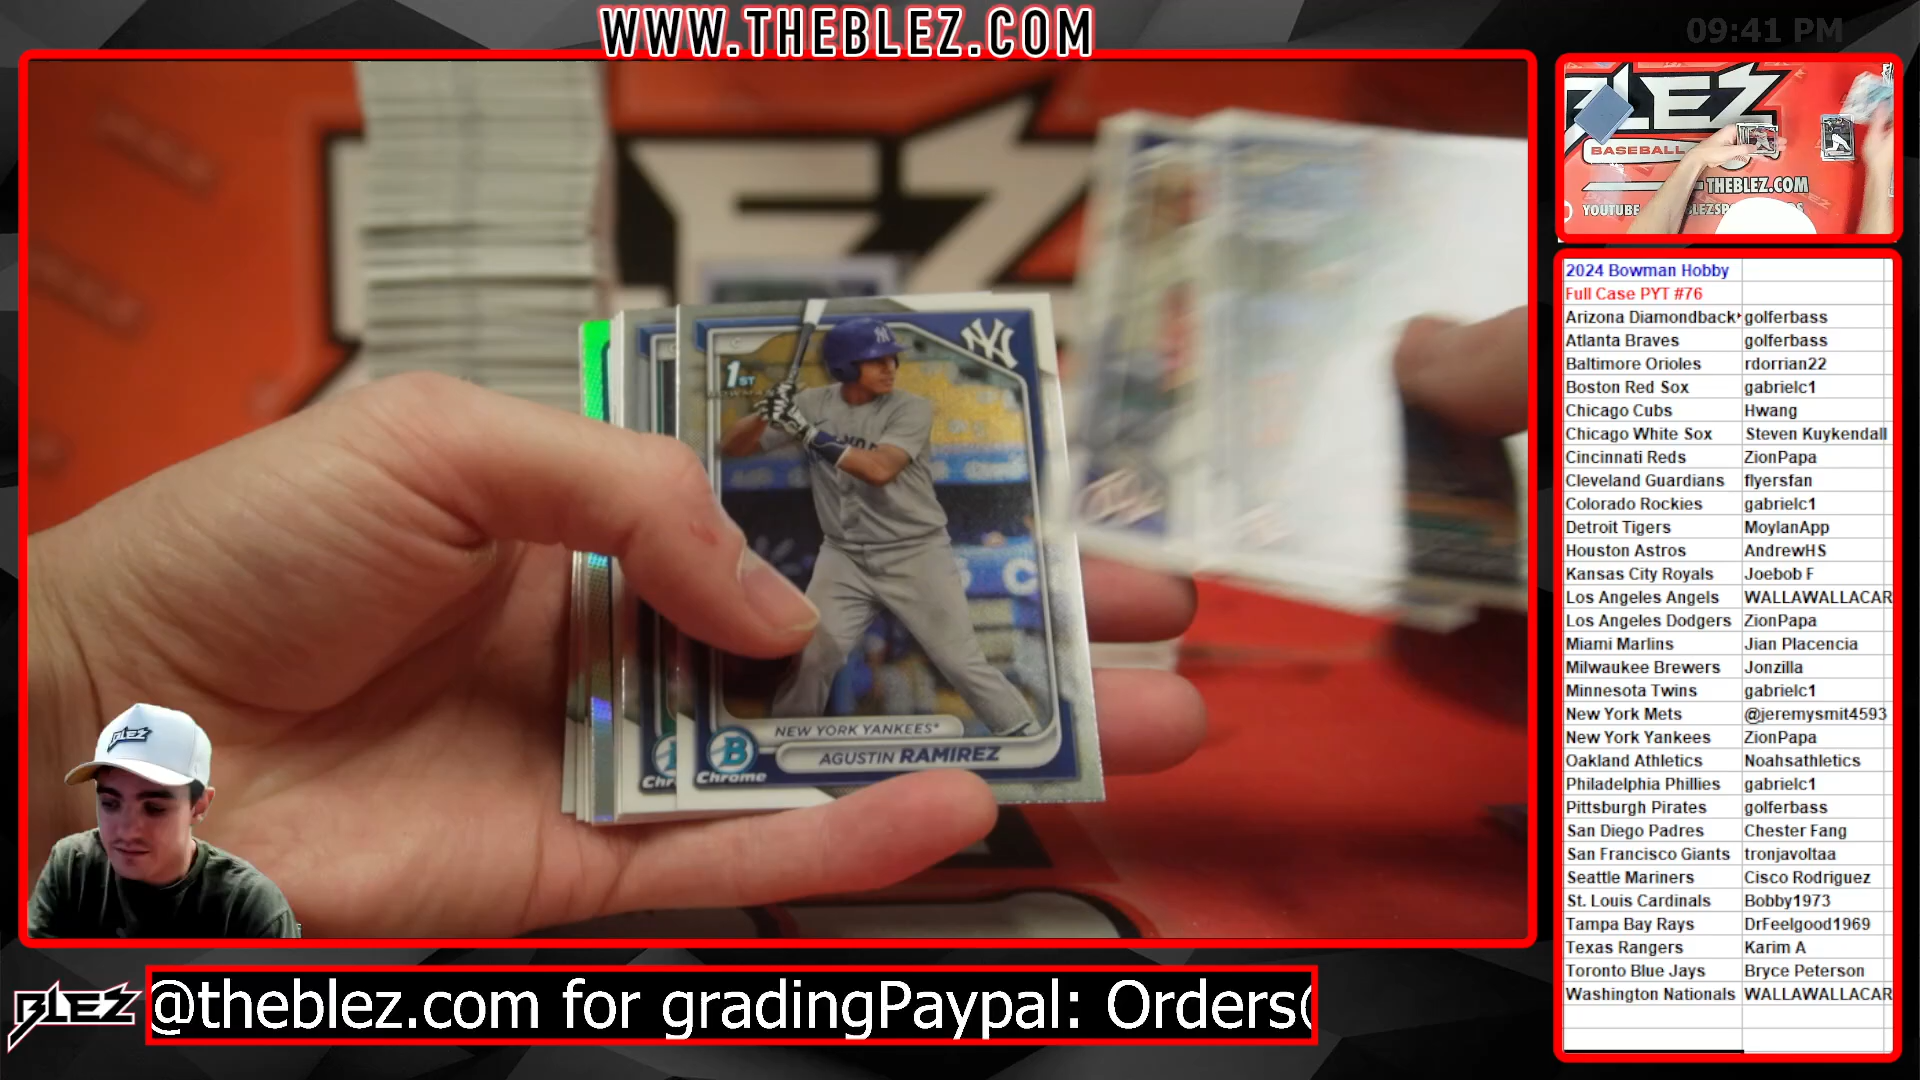 WWW.THEBLEZ.COM
09:41 PM
BLEZ
BASEBALL
THEBLEZ.COM
YOUTUBE
2024 Bowman Hobby
Full Case PYT #76
Arizona Diamondback golferbass
Atlanta Braves golferbass
Baltimore Orioles rdorrian22
Boston Red Sox gabrielc1
Chicago Cubs Hwang
Chicago White Sox Steven Kuykendall
Cincinnati Reds ZionPapa
Cleveland Guardians flyersfan
Colorado Rockies gabrielc1
Detroit Tigers MoylanApp
Houston Astros AndrewHS
Kansas City Royals Joebob F
Los Angeles Angels WALLAWALLACAR
Los Angeles Dodgers ZionPapa
Miami Marlins Jian Placencia
Milwaukee Brewers Jonzilla
Minnesota Twins gabrielc1
New York Mets @jeremysmit4593
New York Yankees ZionPapa
Oakland Athletics Noahsathletics
Philadelphia Phillies gabrielc1
Pittsburgh Pirates golferbass
San Diego Padres Chester Fang
San Francisco Giants tronjavoltaa
Seattle Mariners Cisco Rodriguez
St. Louis Cardinals Bobby1973
Tampa Bay Rays DrFeelgood1969
Texas Rangers Karim A
Toronto Blue Jays Bryce Peterson
Washington Nationals WALLAWALLACAR
NY
1ST
BOWMAN
NEW YORK YANKEES
AGUSTIN RAMIREZ
B
Chrome
BLEZ
BLEZ
@theblez.com for gradingPaypal: Orders@